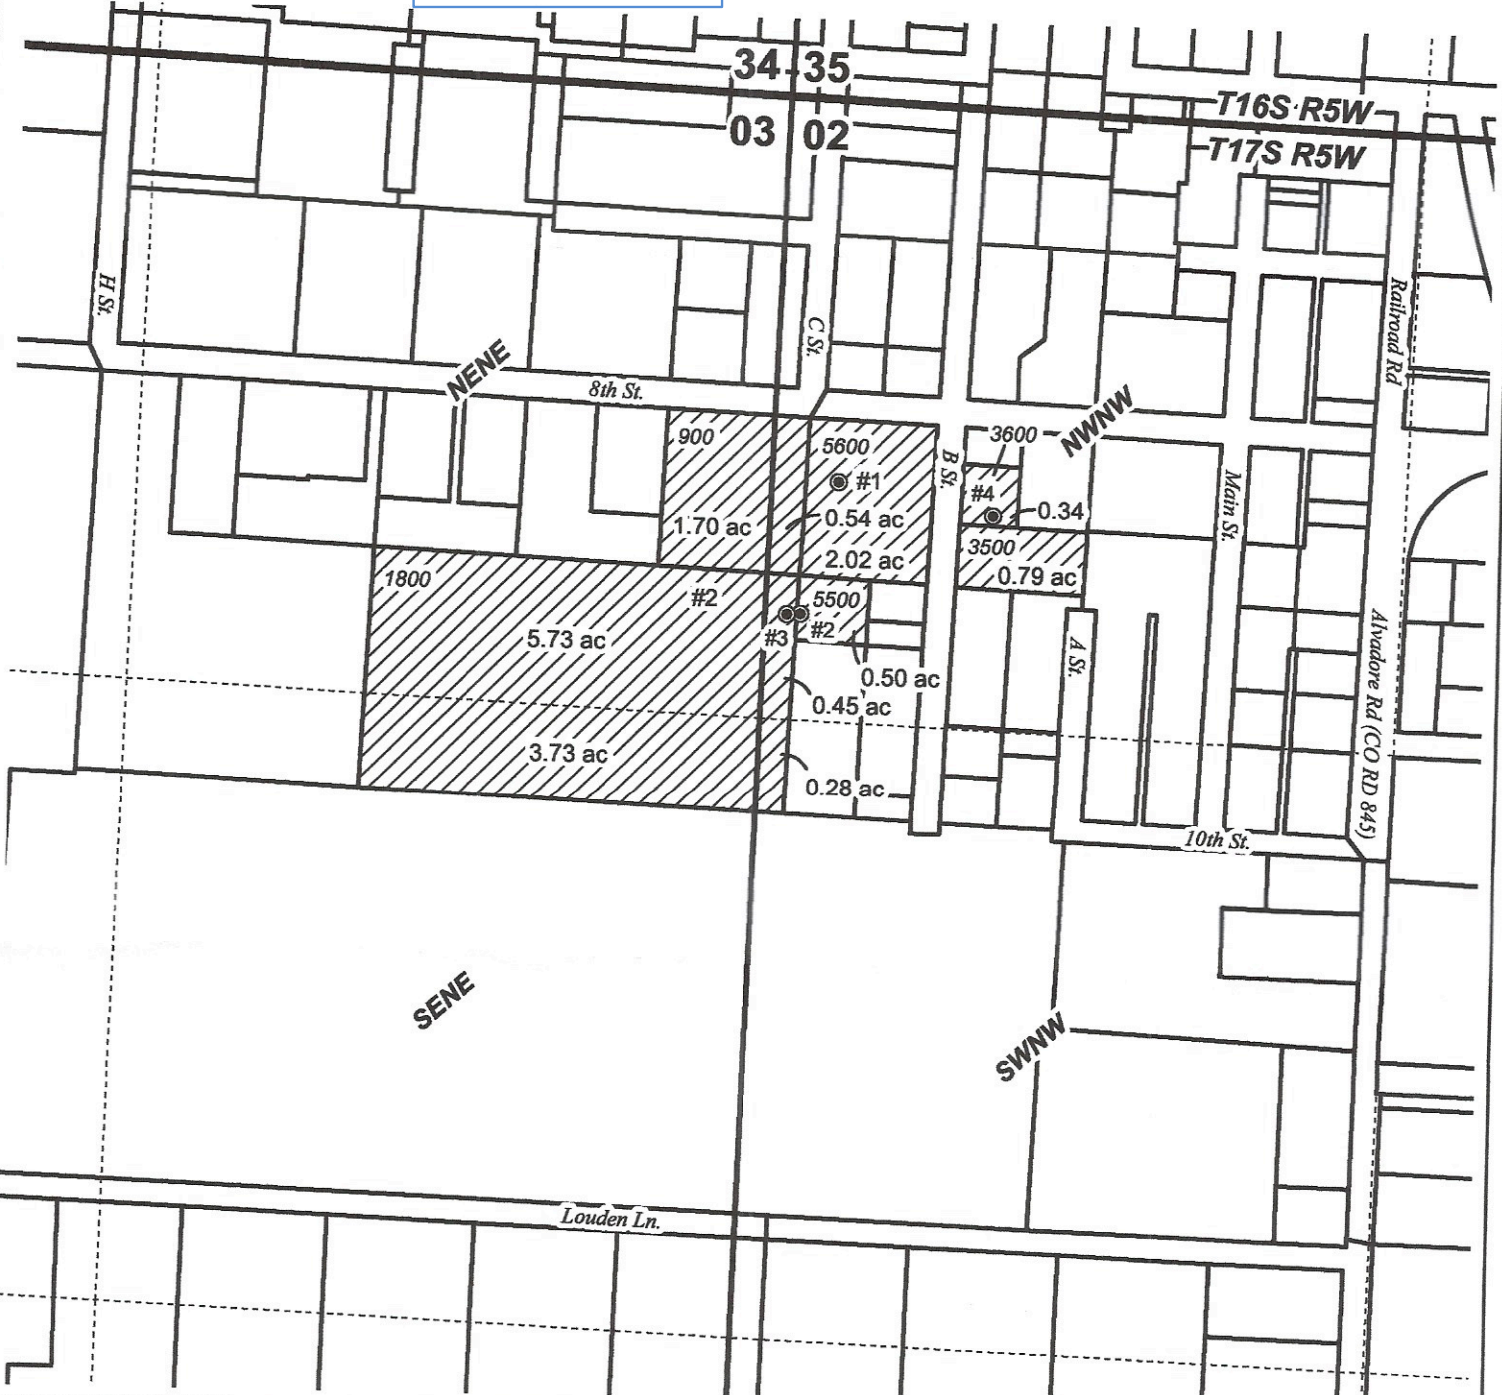 34 35
T16S R5W
03 02
T17S R5W
H St.
Railroad Rd
C St.
NENE
8th St.
NWNW
900
5600
3600
B St.
#1
#4
Main St.
0.34
1.70 ac
0.54 ac
3500
2.02 ac
0.79 ac
1800
#2
5500
5.73 ac
#3
#2
A St.
0.50 ac
0.45 ac
Alvadore Rd (CO RD 845)
3.73 ac
0.28 ac
10th St.
SENE
SWNW
Louden Ln.